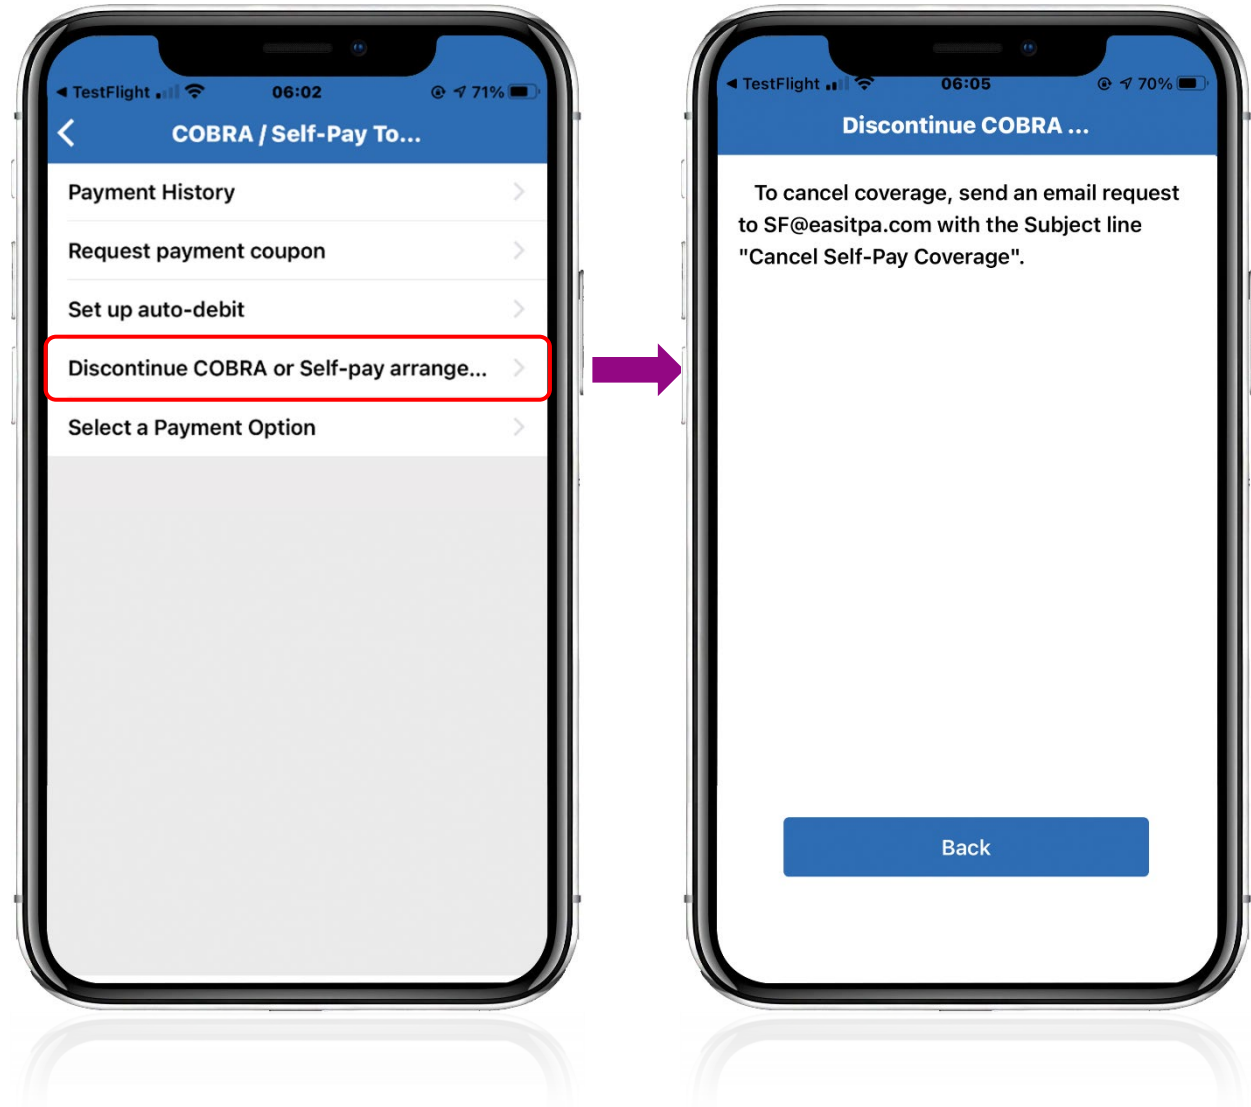 TestFlight 06:02 71%
COBRA / Self-Pay To...
Payment History
Request payment coupon
Set up auto-debit
Discontinue COBRA or Self-pay arrange...
Select a Payment Option
TestFlight 06:05 70%
Discontinue COBRA ...
To cancel coverage, send an email request
to SF@easitpa.com with the Subject line
"Cancel Self-Pay Coverage".
Back